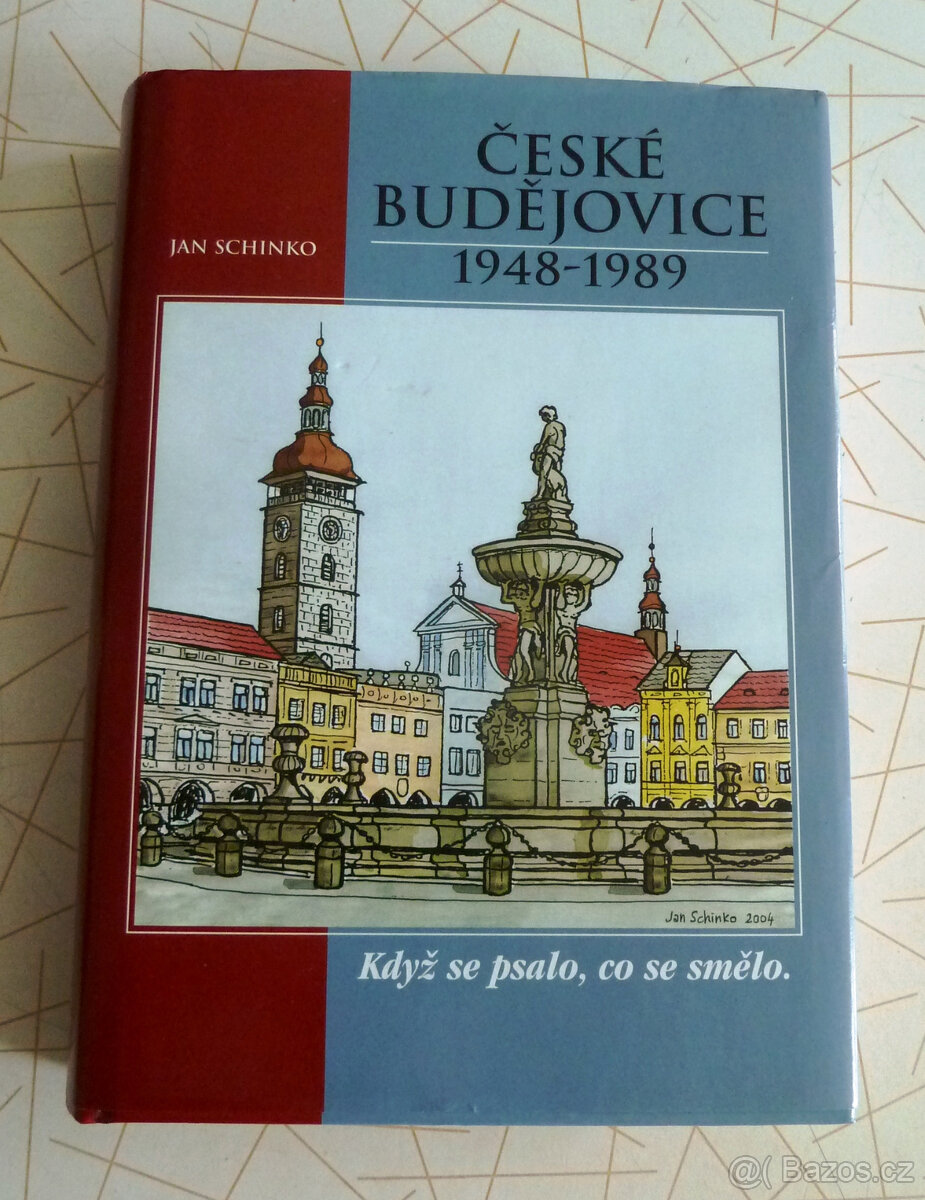 JAN SCHINKO
ČESKÉ
BUDĚJOVICE
1948-1989
Jan Schinko 2004
Když se psalo, co se smělo.
@( Bazos.cz